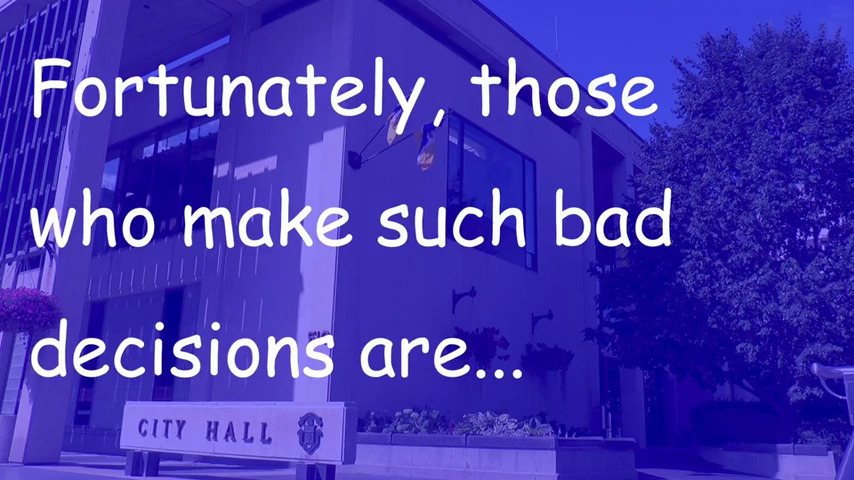 Fortunately, those
who make such bad
decisions are...
CITY HALL